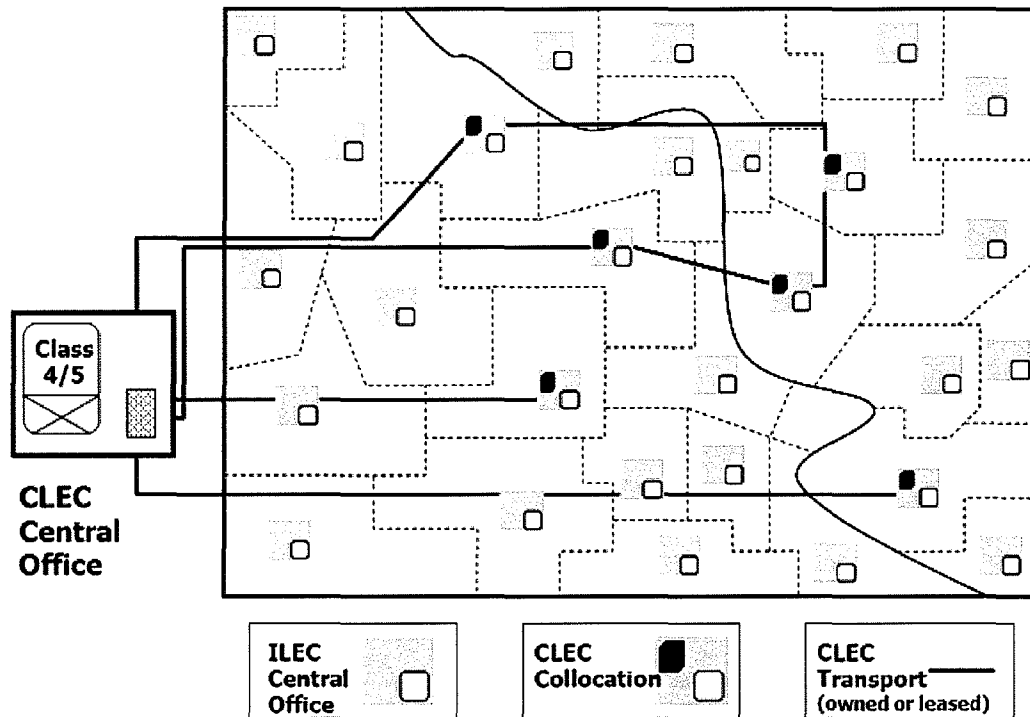 Class
4/5
CLEC
Central
Office
ILEC
Central
Office
CLEC
Collocation
CLEC
Transport
(owned or leased)